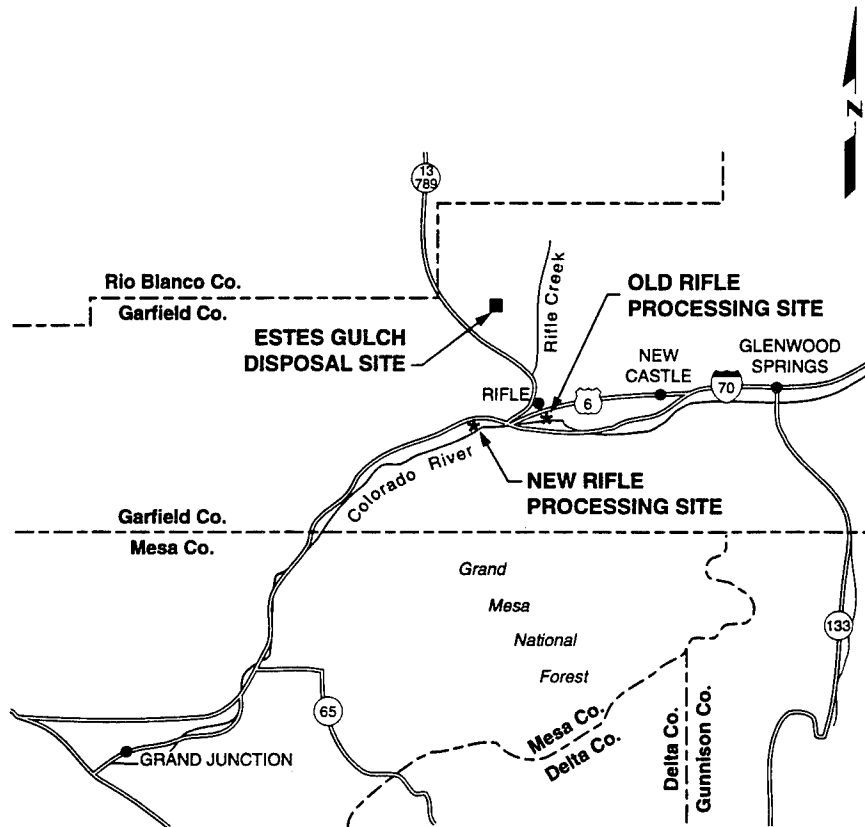 N
13
789
Rio Blanco Co.
Garfield Co.
Rifle Creek
OLD RIFLE
PROCESSING SITE
ESTES GULCH
DISPOSAL SITE
RIFLE
NEW
CASTLE
GLENWOOD
SPRINGS
6
70
Colorado River
NEW RIFLE
PROCESSING SITE
Garfield Co.
Mesa Co.
Grand
Mesa
National
Forest
133
65
Mesa Co.
Delta Co.
Delta Co.
Gunnison Co.
GRAND JUNCTION